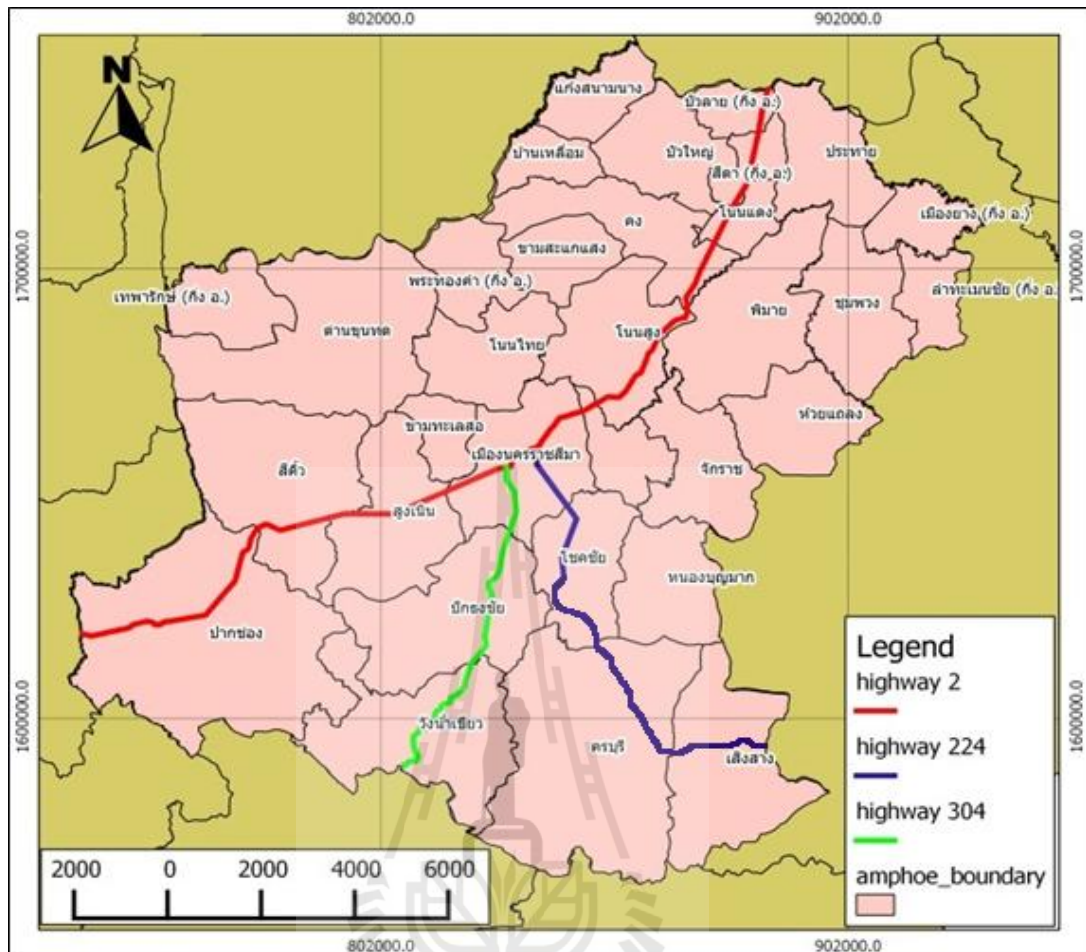 802000.0
902000.0
N
แก้งสนามนาง
บัวลาย (กิ่ง อ.)
บ้านเหลื่อม
บัวใหญ่
ประทาย
สีดา (กิ่ง อ.)
โนนแดง
เมืองยาง (กิ่ง อ.)
คง
ขามสะแกแสง
1700000.0
1700000.0
เทพารักษ์ (กิ่ง อ.)
พระทองคำ (กิ่ง อ.)
ลำทะเมนชัย (กิ่ง อ.
ด่านขุนทด
โนนไทย
โนนสูง
พิมาย
ชุมพวง
ห้วยแถลง
ขามทะเลสอ
เมืองนครราชสีมา
สีคิ้ว
จักราช
สูงเนิน
โชคชัย
หนองบุญมาก
ปักธงชัย
ปากช่อง
วังน้ำเขียว
ครบุรี
เสิงสาง
1600000.0
1600000.0
Legend
highway 2
highway 224
highway 304
amphoe_boundary
2000 0 2000 4000 6000
802000.0
902000.0